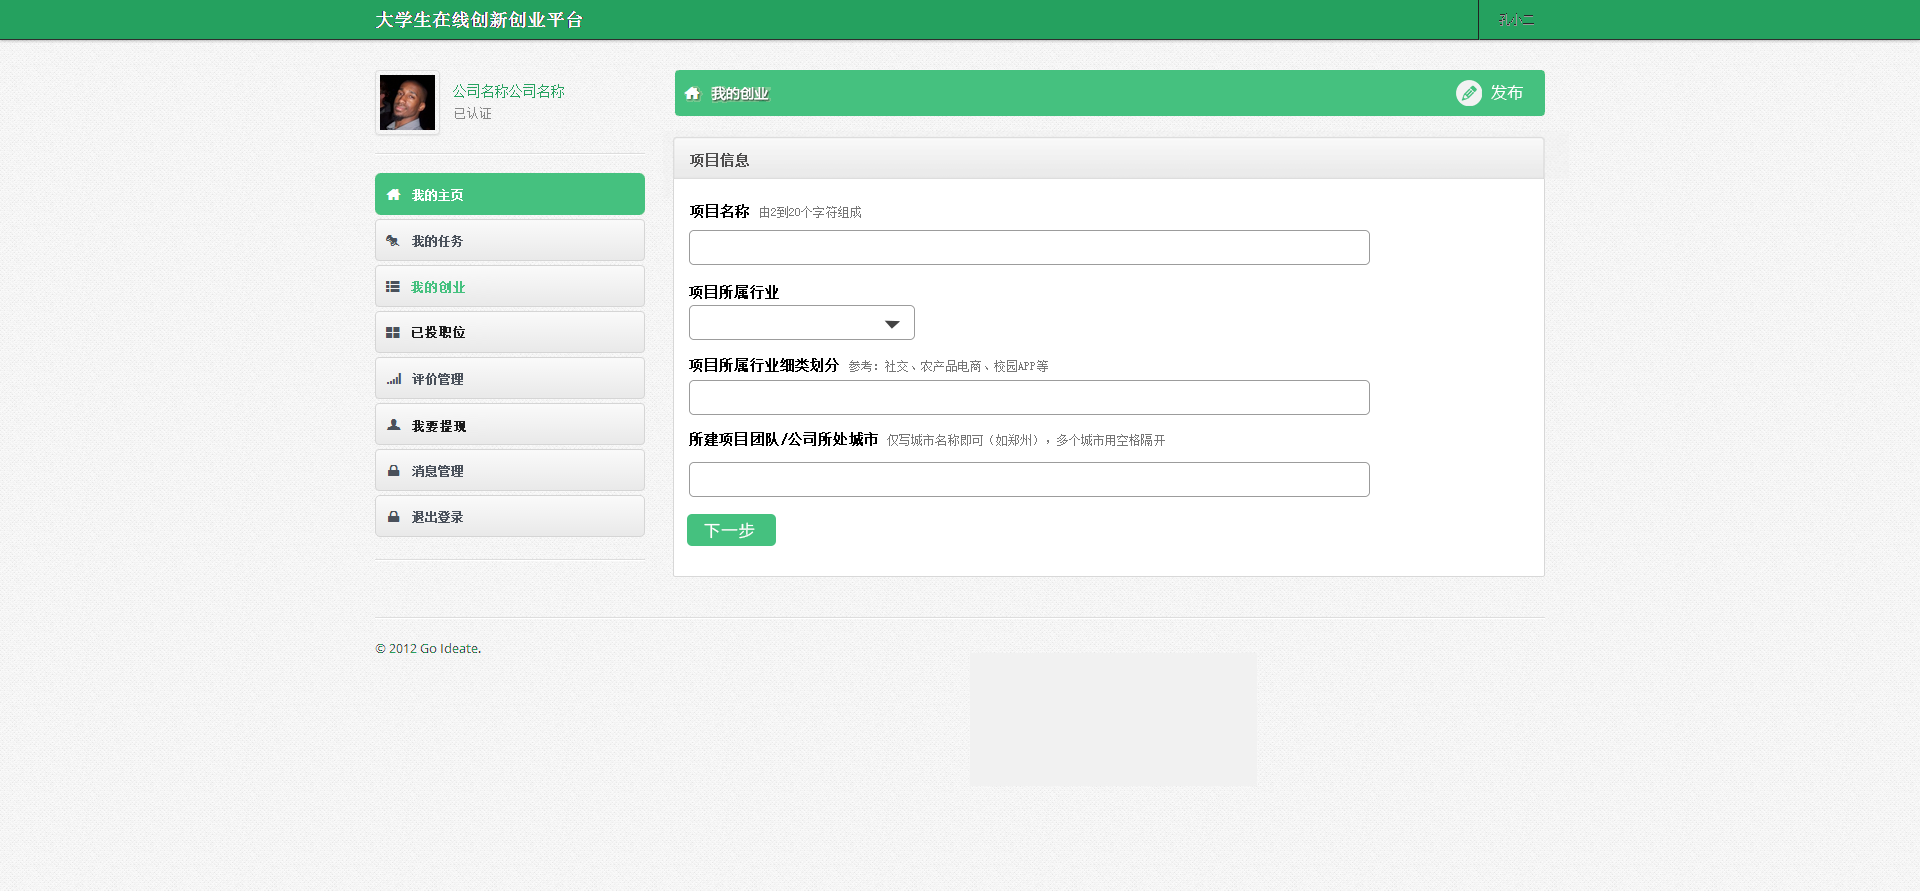 大学生在线创新创业平台
孔小二
公司名称公司名称
已认证
我的主页
我的任务
我的创业
已投职位
评价管理
我要提现
消息管理
退出登录
我的创业
发布
项目信息
项目名称 由2到20个字符组成
项目所属行业
项目所属行业细类划分 参考：社交、农产品电商、校园APP等
所建项目团队/公司所处城市 仅写城市名称即可（如郑州），多个城市用空格隔开
下一步
© 2012 Go Ideate.